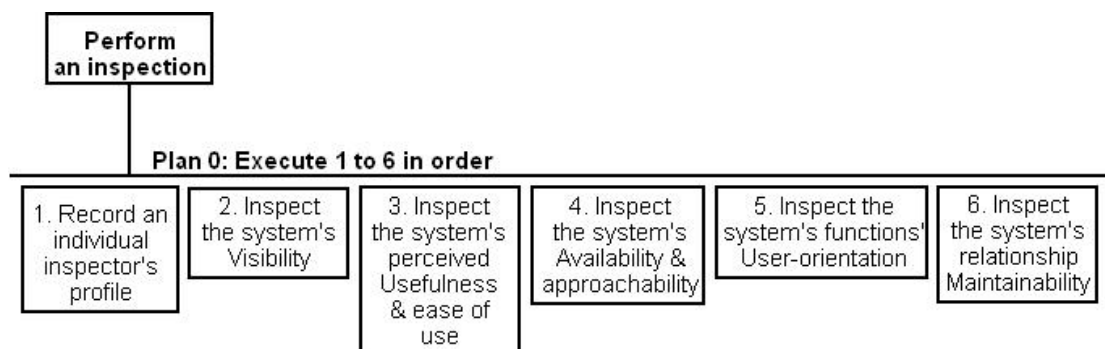 Perform
an inspection
Plan 0: Execute 1 to 6 in order
1. Record an
individual
inspector's
profile
2. Inspect
the system's
Visibility
3. Inspect
the system's
perceived
Usefulness
& ease of
use
4. Inspect
the system's
Availability &
approachability
5. Inspect the
system's functions'
User-orientation
6. Inspect
the system's
relationship
Maintainability